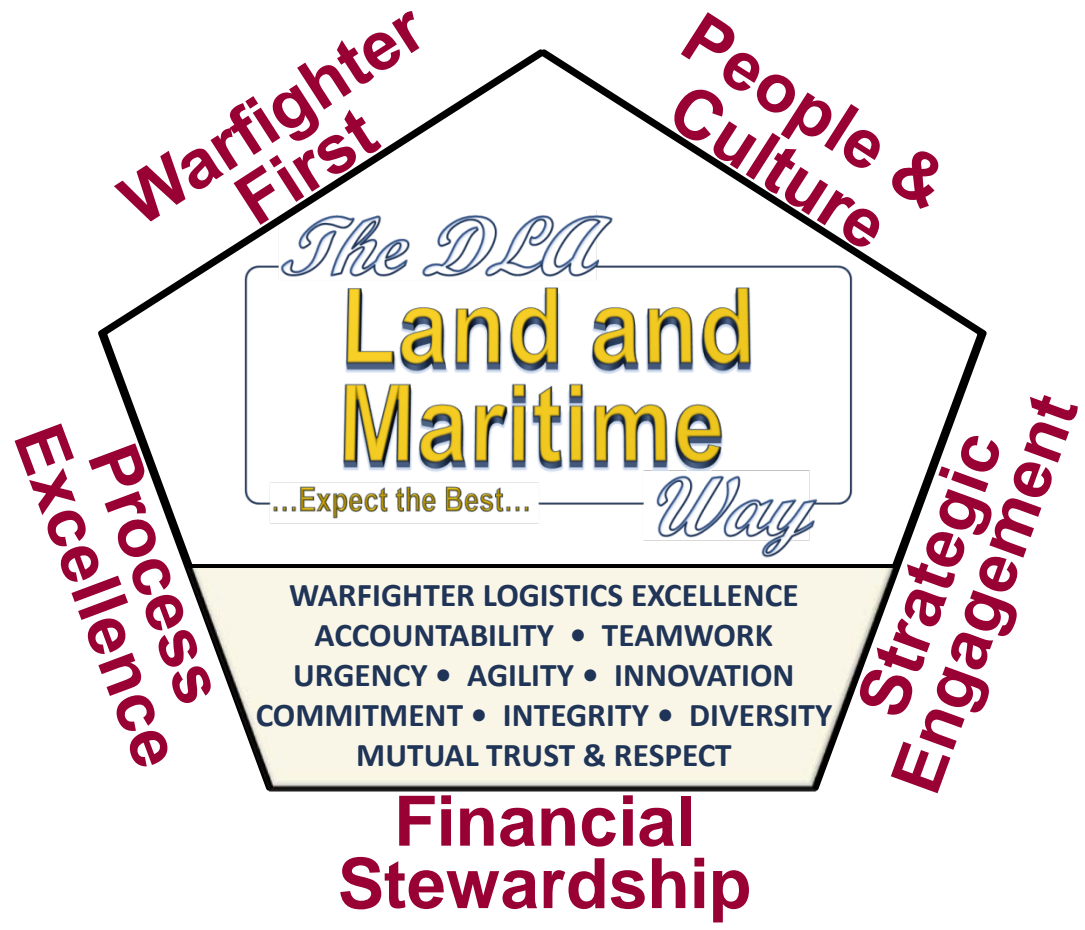 Warfighter
First
People &
Culture
The DLA
Land and
Maritime
...Expect the Best...
Way
Process
Excellence
Strategic
Engagement
WARFIGHTER LOGISTICS EXCELLENCE
ACCOUNTABILITY • TEAMWORK
URGENCY • AGILITY • INNOVATION
COMMITMENT • INTEGRITY • DIVERSITY
MUTUAL TRUST & RESPECT
Financial
Stewardship